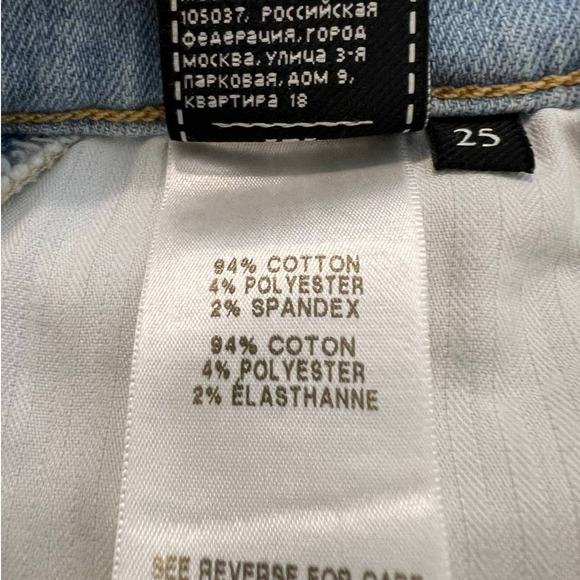 105037, РОССИЙСКАЯ
ФЕДЕРАЦИЯ, ГОРОД
МОСКВА, УЛИЦА 3-Я
ПАРКОВАЯ, ДОМ 9,
КВАРТИРА 18
25
94% COTTON
4% POLYESTER
2% SPANDEX
94% COTON
4% POLYESTER
2% ÉLASTHANNE
SEE REVERSE FOR CARE